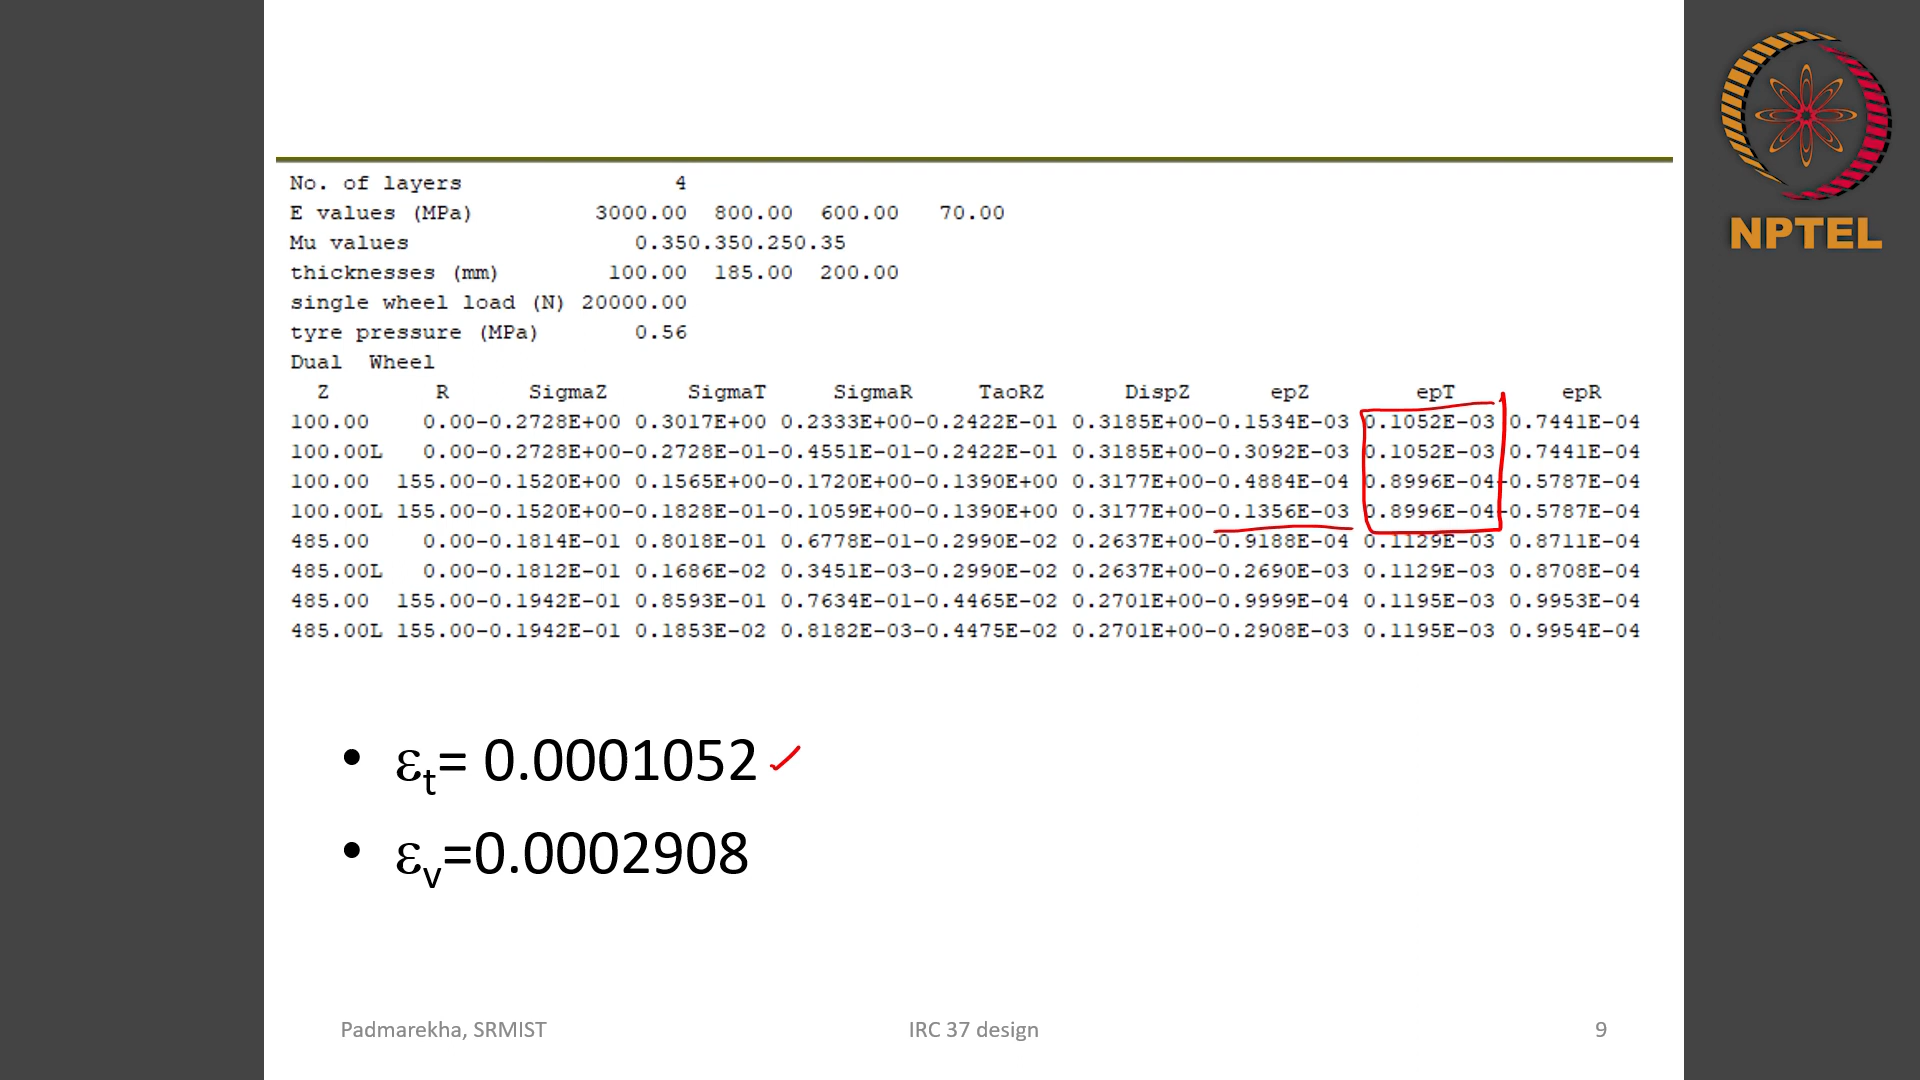 NPTEL
No. of layers 4
E values (MPa) 3000.00 800.00 600.00 70.00
Mu values 0.350.350.250.35
thicknesses (mm) 100.00 185.00 200.00
single wheel load (N) 20000.00
tyre pressure (MPa) 0.56
Dual Wheel
Z R SigmaZ SigmaT SigmaR TaoRZ DispZ epZ epT epR
100.00 0.00-0.2728E+00 0.3017E+00 0.2333E+00-0.2422E-01 0.3185E+00-0.1534E-03 0.1052E-03 0.7441E-04
100.00L 0.00-0.2728E+00-0.2728E-01-0.4551E-01-0.2422E-01 0.3185E+00-0.3092E-03 0.1052E-03 0.7441E-04
100.00 155.00-0.1520E+00 0.1565E+00-0.1720E+00-0.1390E+00 0.3177E+00-0.4884E-04 0.8996E-04-0.5787E-04
100.00L 155.00-0.1520E+00-0.1828E-01-0.1059E+00-0.1390E+00 0.3177E+00-0.1356E-03 0.8996E-04-0.5787E-04
485.00 0.00-0.1814E-01 0.8018E-01 0.6778E-01-0.2990E-02 0.2637E+00-0.9188E-04 0.1129E-03 0.8711E-04
485.00L 0.00-0.1812E-01 0.1686E-02 0.3451E-03-0.2990E-02 0.2637E+00-0.2690E-03 0.1129E-03 0.8708E-04
485.00 155.00-0.1942E-01 0.8593E-01 0.7634E-01-0.4465E-02 0.2701E+00-0.9999E-04 0.1195E-03 0.9953E-04
485.00L 155.00-0.1942E-01 0.1853E-02 0.8182E-03-0.4475E-02 0.2701E+00-0.2908E-03 0.1195E-03 0.9954E-04
• εt= 0.0001052 ✓
• εv=0.0002908
Padmarekha, SRMIST IRC 37 design 9